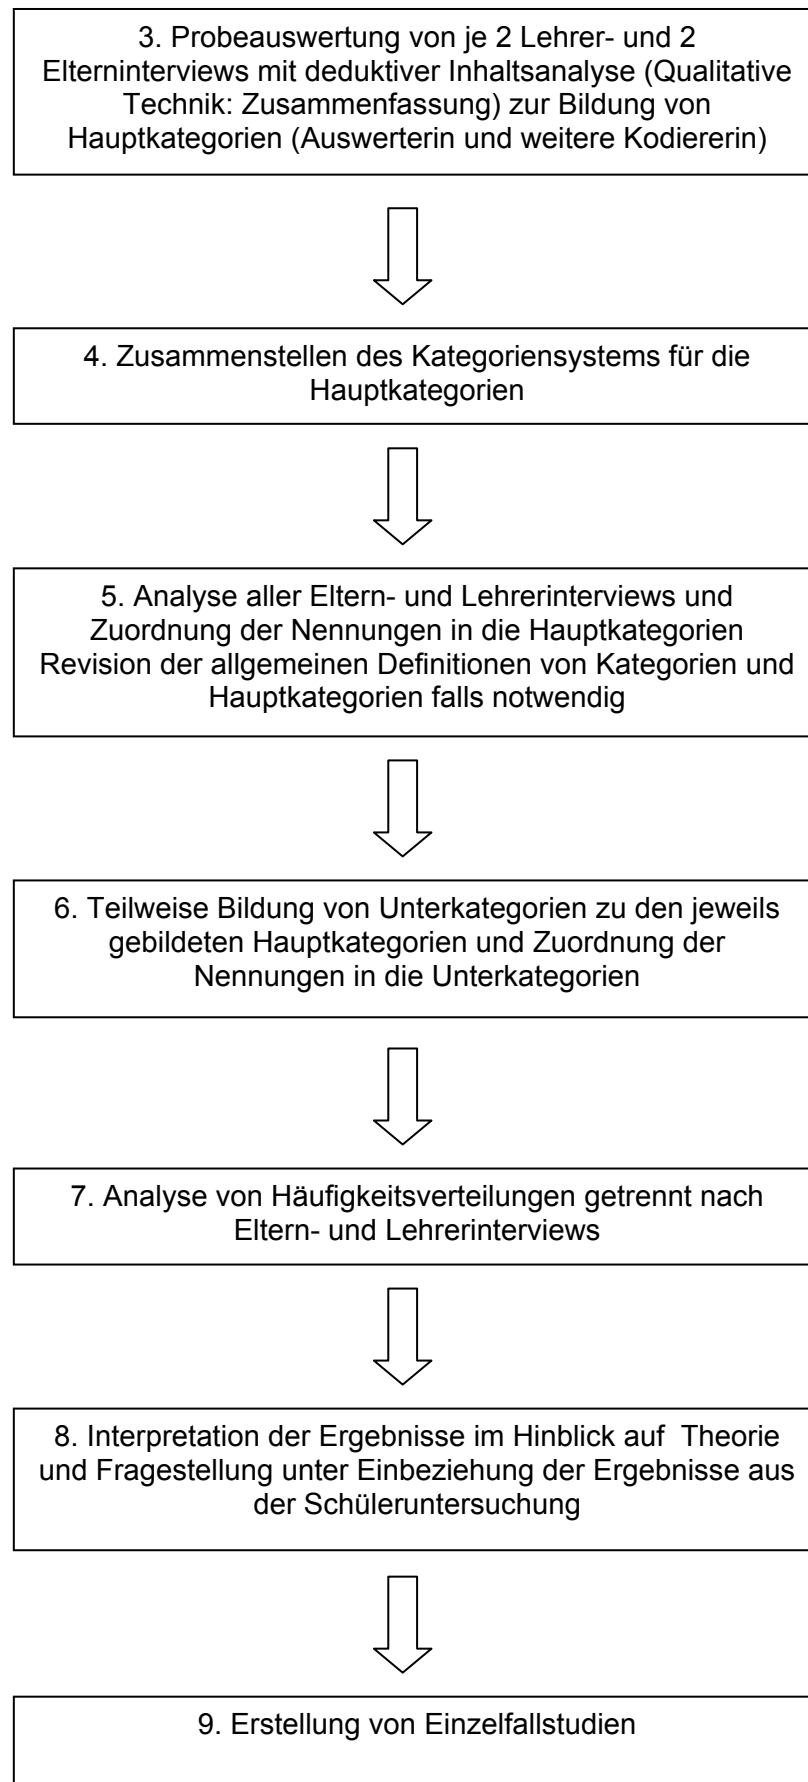 3. Probeauswertung von je 2 Lehrer- und 2
Elterninterviews mit deduktiver Inhaltsanalyse (Qualitative
Technik: Zusammenfassung) zur Bildung von
Hauptkategorien (Auswerterin und weitere Kodiererin)
4. Zusammenstellen des Kategoriensystems für die
Hauptkategorien
5. Analyse aller Eltern- und Lehrerinterviews und
Zuordnung der Nennungen in die Hauptkategorien
Revision der allgemeinen Definitionen von Kategorien und
Hauptkategorien falls notwendig
6. Teilweise Bildung von Unterkategorien zu den jeweils
gebildeten Hauptkategorien und Zuordnung der
Nennungen in die Unterkategorien
7. Analyse von Häufigkeitsverteilungen getrennt nach
Eltern- und Lehrerinterviews
8. Interpretation der Ergebnisse im Hinblick auf Theorie
und Fragestellung unter Einbeziehung der Ergebnisse aus
der Schüleruntersuchung
9. Erstellung von Einzelfallstudien